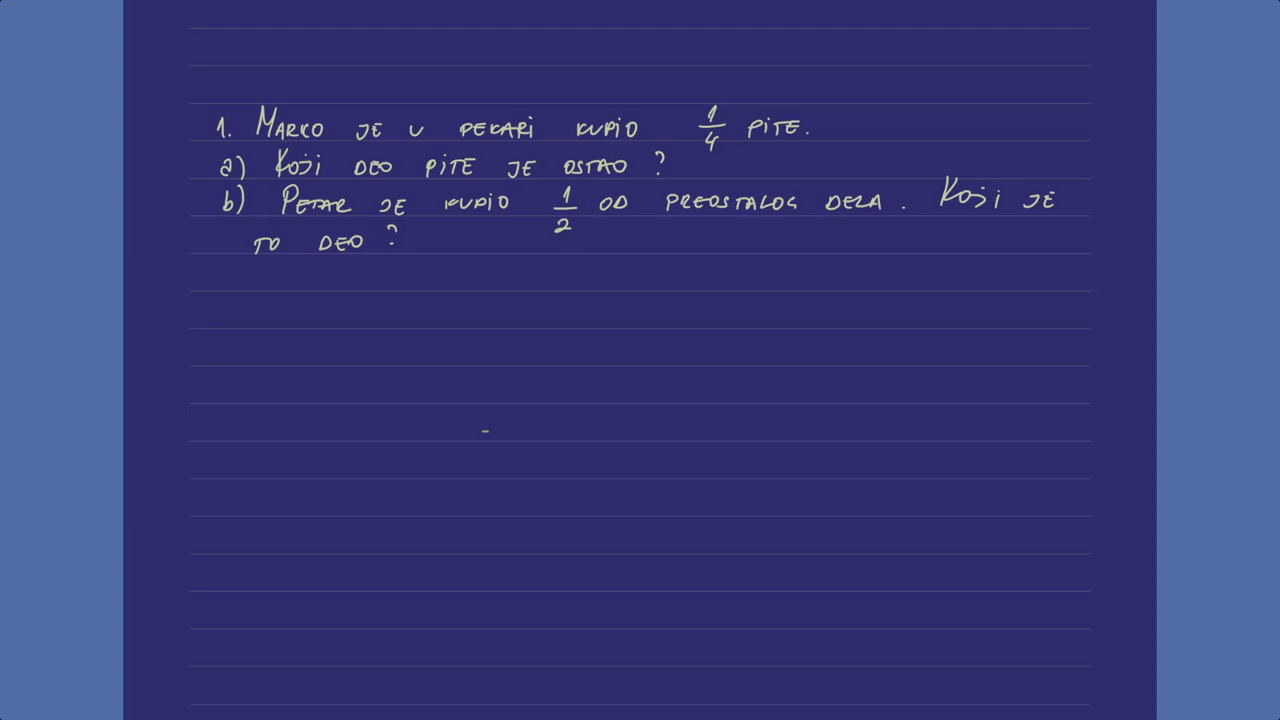 1. MARKO JE U PEKARI KUPIO 1/4 PITE.
a) KOJI DEO PITE JE OSTAO ?
b) PETAR JE KUPIO 1/2 OD PREOSTALOG DELA . KOJI JE
TO DEO ?